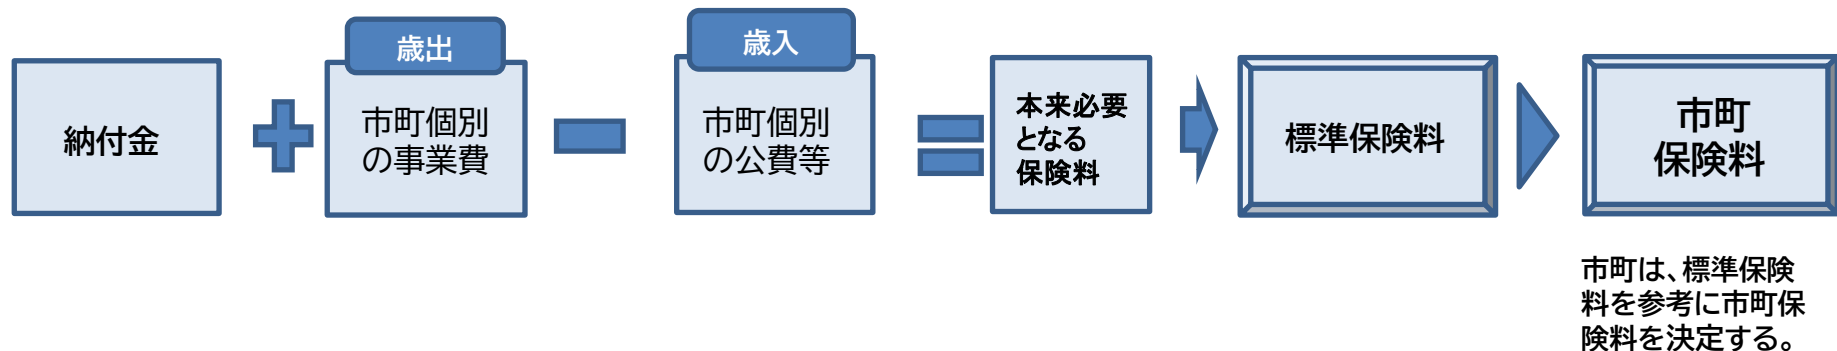 納付金
歳出
市町個別
の事業費
歳入
市町個別
の公費等
本来必要
となる
保険料
標準保険料
市町
保険料
市町は、標準保険
料を参考に市町保
険料を決定する。